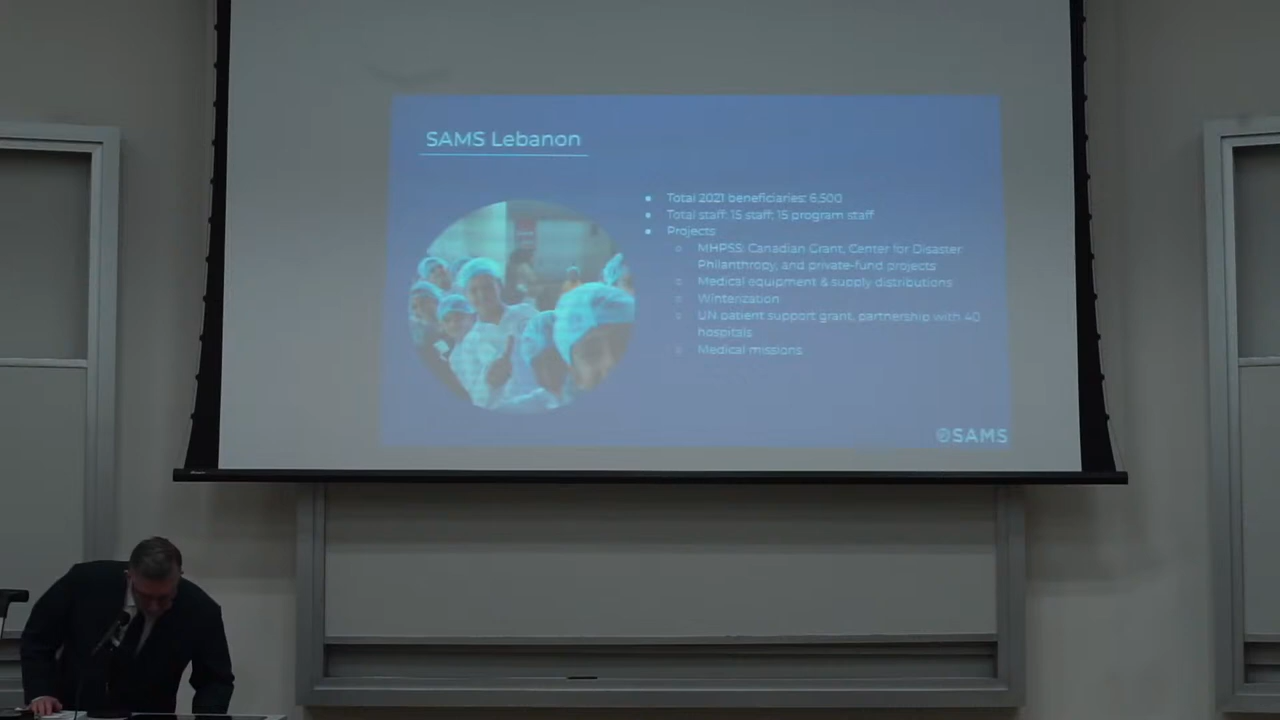 SAMS Lebanon
Total 2021 beneficiaries: 6,500
Total staff: 15 staff; 15 program staff
Projects
MHPSS: Canadian Grant, Center for Disaster
Philanthropy, and private-fund projects
Medical equipment & supply distributions
Winterization
UN patient support grant, partnership with 40
hospitals
Medical missions
SAMS